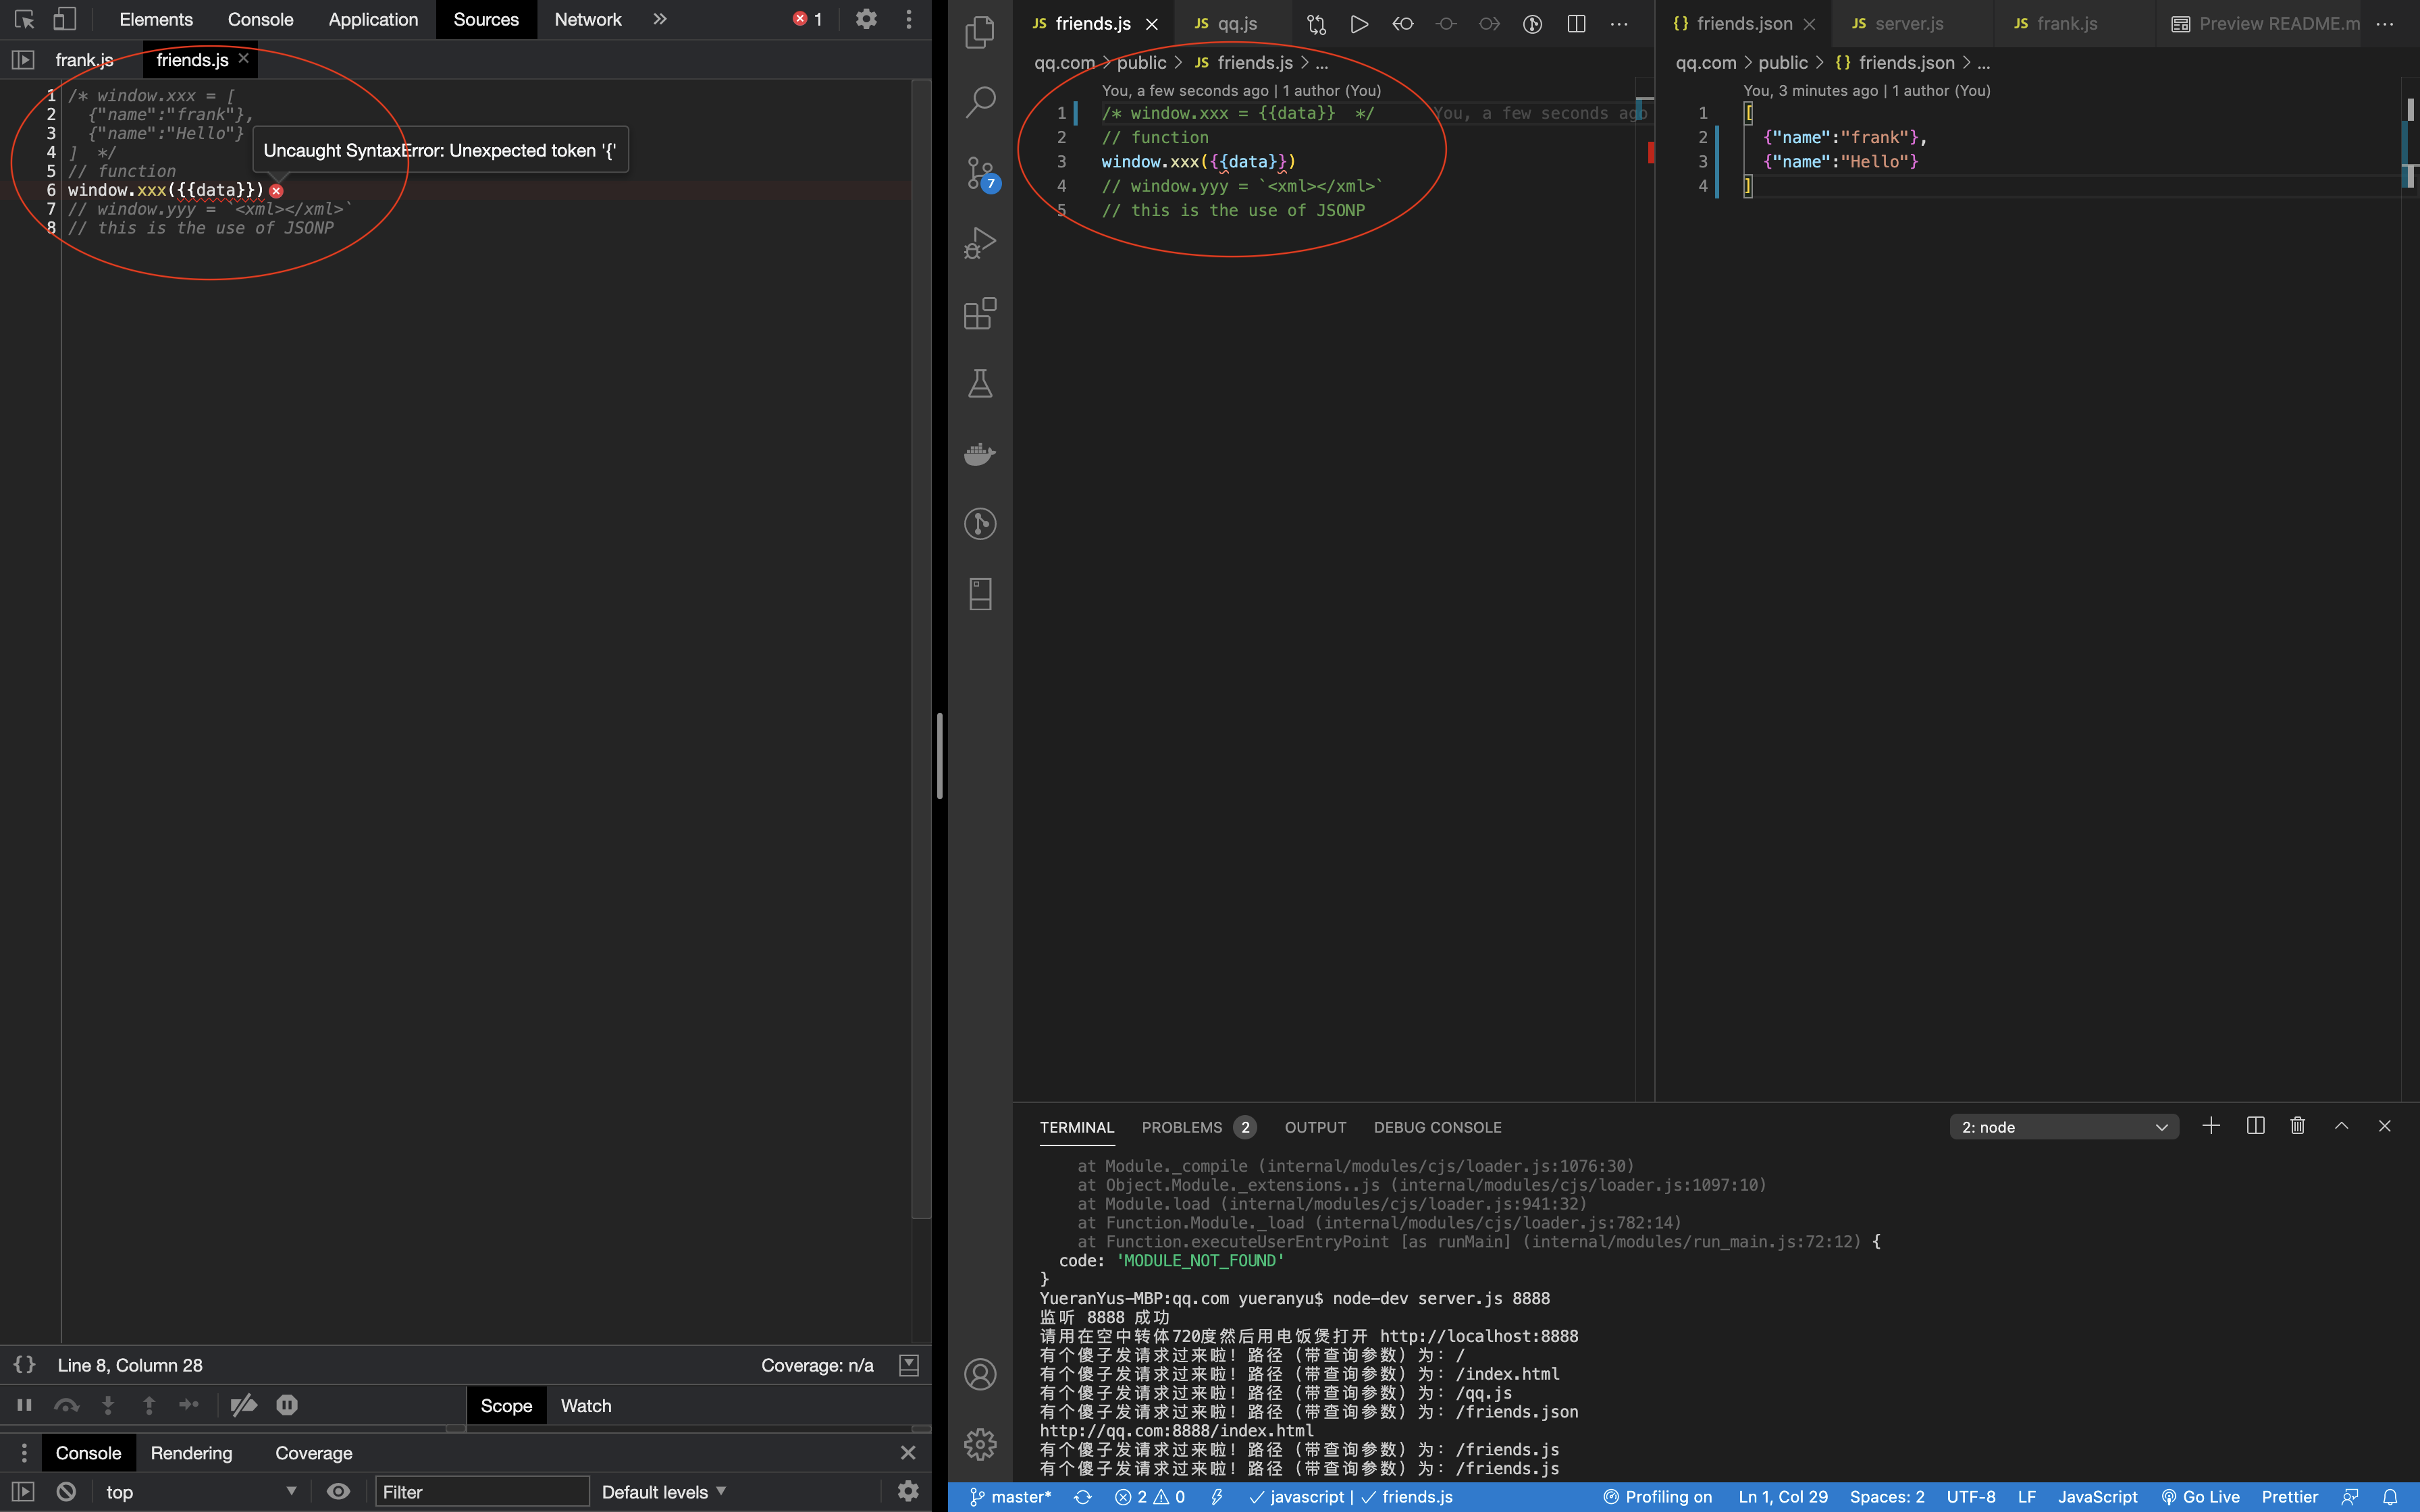 Elements Console Application Sources Network » 1
frank.js friends.js ×
1 /* window.xxx = [
2 {"name":"frank"},
3 {"name":"Hello"}
4 ] */
5 // function
6 window.xxx({{data}})
7 // window.yyy = `<xml></xml>`
8 // this is the use of JSONP
Uncaught SyntaxError: Unexpected token '{'
{} Line 8, Column 28 Coverage: n/a
Scope Watch
Console Rendering Coverage
top Filter Default levels
7
JS friends.js JS qq.js
qq.com > public > JS friends.js > ...
You, a few seconds ago | 1 author (You)
1 /* window.xxx = {{data}} */ You, a few seconds ago
2 // function
3 window.xxx({{data}})
4 // window.yyy = `<xml></xml>`
5 // this is the use of JSONP
{} friends.json JS server.js JS frank.js Preview README.m ...
qq.com > public > {} friends.json > ...
You, 3 minutes ago | 1 author (You)
1 [
2 {"name":"frank"},
3 {"name":"Hello"}
4 ]
TERMINAL PROBLEMS 2 OUTPUT DEBUG CONSOLE 2: node
at Module._compile (internal/modules/cjs/loader.js:1076:30)
at Object.Module._extensions..js (internal/modules/cjs/loader.js:1097:10)
at Module.load (internal/modules/cjs/loader.js:941:32)
at Function.Module._load (internal/modules/cjs/loader.js:782:14)
at Function.executeUserEntryPoint [as runMain] (internal/modules/run_main.js:72:12) {
code: 'MODULE_NOT_FOUND'
}
YueranYus-MBP:qq.com yueranyu$ node-dev server.js 8888
监听 8888 成功
请用在空中转体720度然后用电饭煲打开 http://localhost:8888
有个傻子发请求过来啦！路径（带查询参数）为：/
有个傻子发请求过来啦！路径（带查询参数）为：/index.html
有个傻子发请求过来啦！路径（带查询参数）为：/qq.js
有个傻子发请求过来啦！路径（带查询参数）为：/friends.json
http://qq.com:8888/index.html
有个傻子发请求过来啦！路径（带查询参数）为：/friends.js
有个傻子发请求过来啦！路径（带查询参数）为：/friends.js
master* 2 0 javascript | friends.js Profiling on Ln 1, Col 29 Spaces: 2 UTF-8 LF JavaScript Go Live Prettier